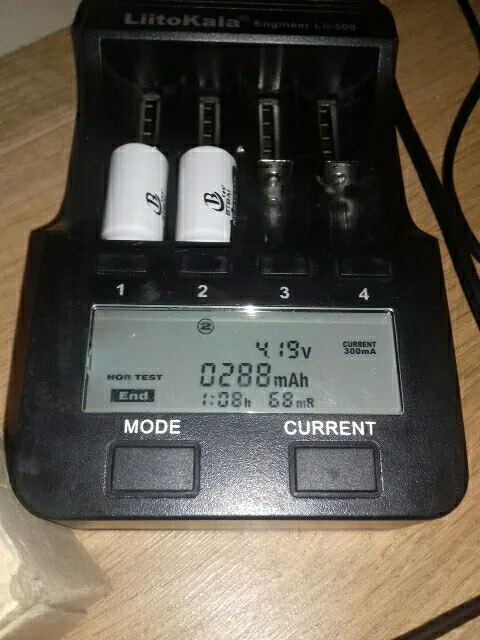 LiitoKala® Engineer Lii-500
B
B
1 2 3 4
2
4.19V
CURRENT
300mA
0288mAh
NOR TEST
End
1:08h 68mR
MODE CURRENT